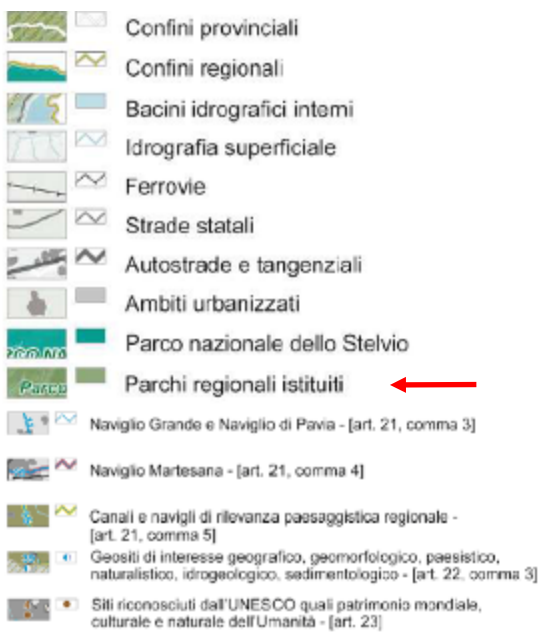 Confini provinciali
Confini regionali
Bacini idrografici interni
Idrografia superficiale
Ferrovie
Strade statali
Autostrade e tangenziali
Ambiti urbanizzati
Parco nazionale dello Stelvio
Parchi regionali istituiti
Naviglio Grande e Naviglio di Pavia - [art. 21, comma 3]
Naviglio Martesana - [art. 21, comma 4]
Canali e navigli di rilevanza paesaggistica regionale -
[art. 21, comma 5]
Geositi di interesse geografico, geomorfologico, paesistico,
naturalistico, idrogeologico, sedimentologico - [art. 22, comma 3]
Siti riconosciuti dall'UNESCO quali patrimonio mondiale,
culturale e naturale dell'Umanità - [art. 23]